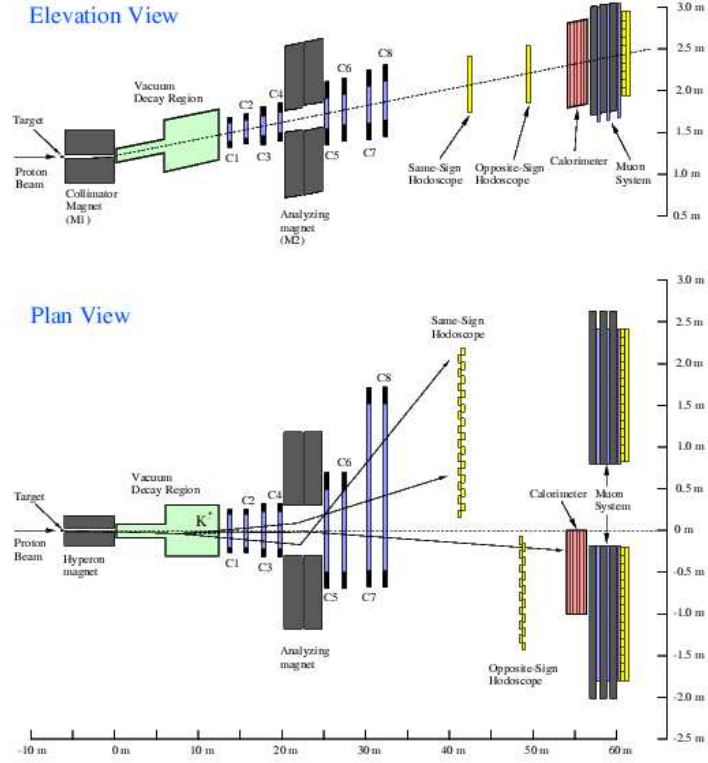 Elevation View
3.0 m
2.5 m
2.0 m
1.5 m
1.0 m
0.5 m
Vacuum
Decay Region
Target
Proton
Beam
Collimator
Magnet
(M1)
C1
C2
C3
C4
C5
C6
C7
C8
Analyzing
magnet
(M2)
Same-Sign
Hodoscope
Opposite-Sign
Hodoscope
Calorimeter
Muon
System
Plan View
3.0 m
2.5 m
2.0 m
1.5 m
1.0 m
0.5 m
0 m
-0.5 m
-1.0 m
-1.5 m
-2.0 m
-2.5 m
Same-Sign
Hodoscope
Vacuum
Decay Region
Target
Proton
Beam
Hyperon
magnet
K+
C1
C2
C3
C4
C5
C6
C7
C8
Analyzing
magnet
Calorimeter
Muon
System
Opposite-Sign
Hodoscope
-10 m
0 m
10 m
20 m
30 m
40 m
50 m
60 m